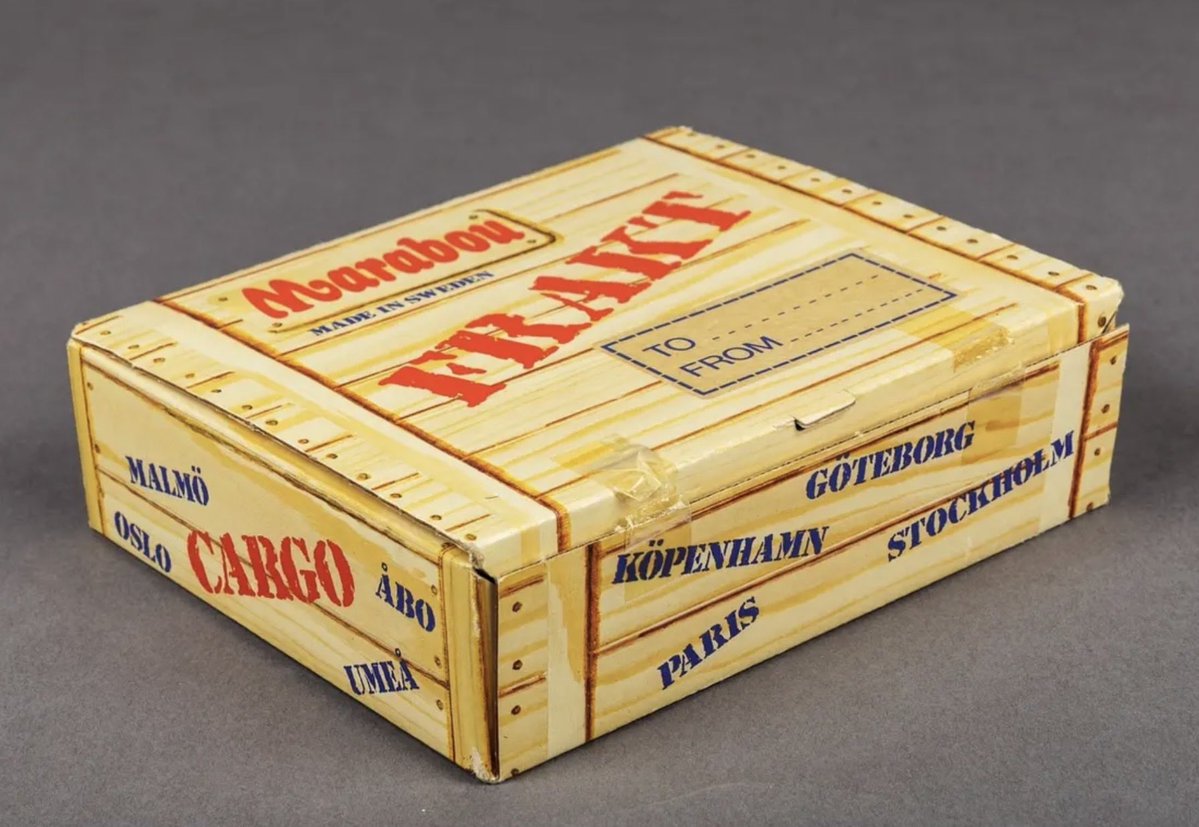 Marabou
MADE IN SWEDEN
FRAKT
TO
FROM
MALMÖ
OSLO
CARGO
ÅBO
UMEÅ
GÖTEBORG
KÖPENHAMN
STOCKHOLM
PARIS